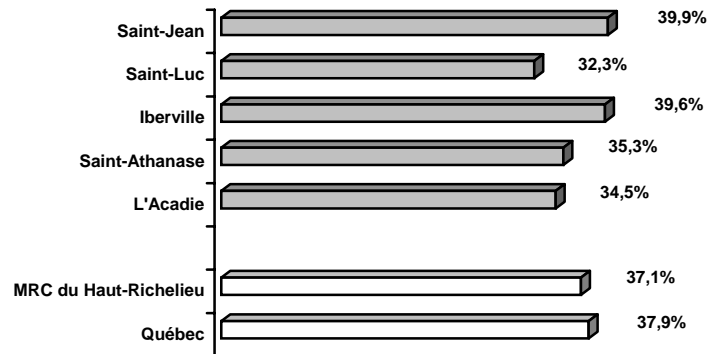 Saint-Jean 39,9%
Saint-Luc 32,3%
Iberville 39,6%
Saint-Athanase 35,3%
L'Acadie 34,5%
MRC du Haut-Richelieu 37,1%
Québec 37,9%